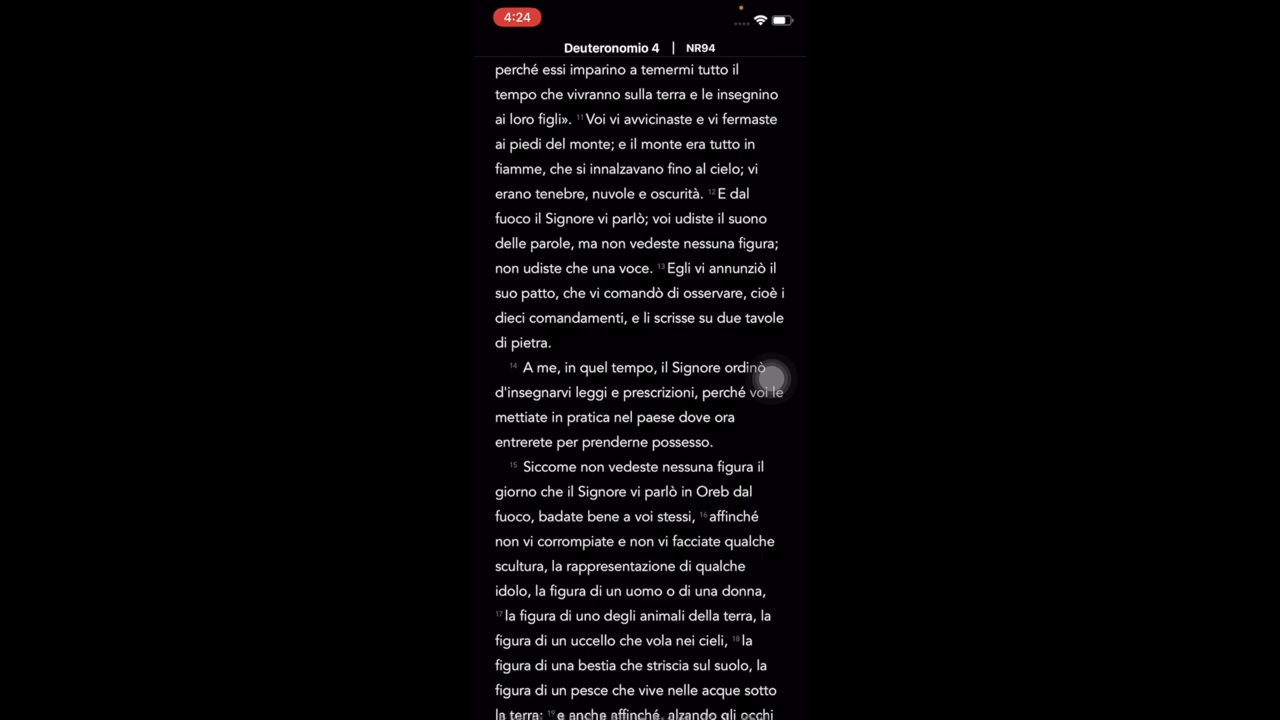 4:24
Deuteronomio 4 | NR94
perché essi imparino a temermi tutto il
tempo che vivranno sulla terra e le insegnino
ai loro figli». 11 Voi vi avvicinaste e vi fermaste
ai piedi del monte; e il monte era tutto in
fiamme, che si innalzavano fino al cielo; vi
erano tenebre, nuvole e oscurità. 12 E dal
fuoco il Signore vi parlò; voi udiste il suono
delle parole, ma non vedeste nessuna figura;
non udiste che una voce. 13 Egli vi annunziò il
suo patto, che vi comandò di osservare, cioè i
dieci comandamenti, e li scrisse su due tavole
di pietra.
14 A me, in quel tempo, il Signore ordinò
d'insegnarvi leggi e prescrizioni, perché voi le
mettiate in pratica nel paese dove ora
entrerete per prenderne possesso.
15 Siccome non vedeste nessuna figura il
giorno che il Signore vi parlò in Oreb dal
fuoco, badate bene a voi stessi, 16 affinché
non vi corrompiate e non vi facciate qualche
scultura, la rappresentazione di qualche
idolo, la figura di un uomo o di una donna,
17 la figura di uno degli animali della terra, la
figura di un uccello che vola nei cieli, 18 la
figura di una bestia che striscia sul suolo, la
figura di un pesce che vive nelle acque sotto
la terra; 19 e anche affinché, alzando gli occhi